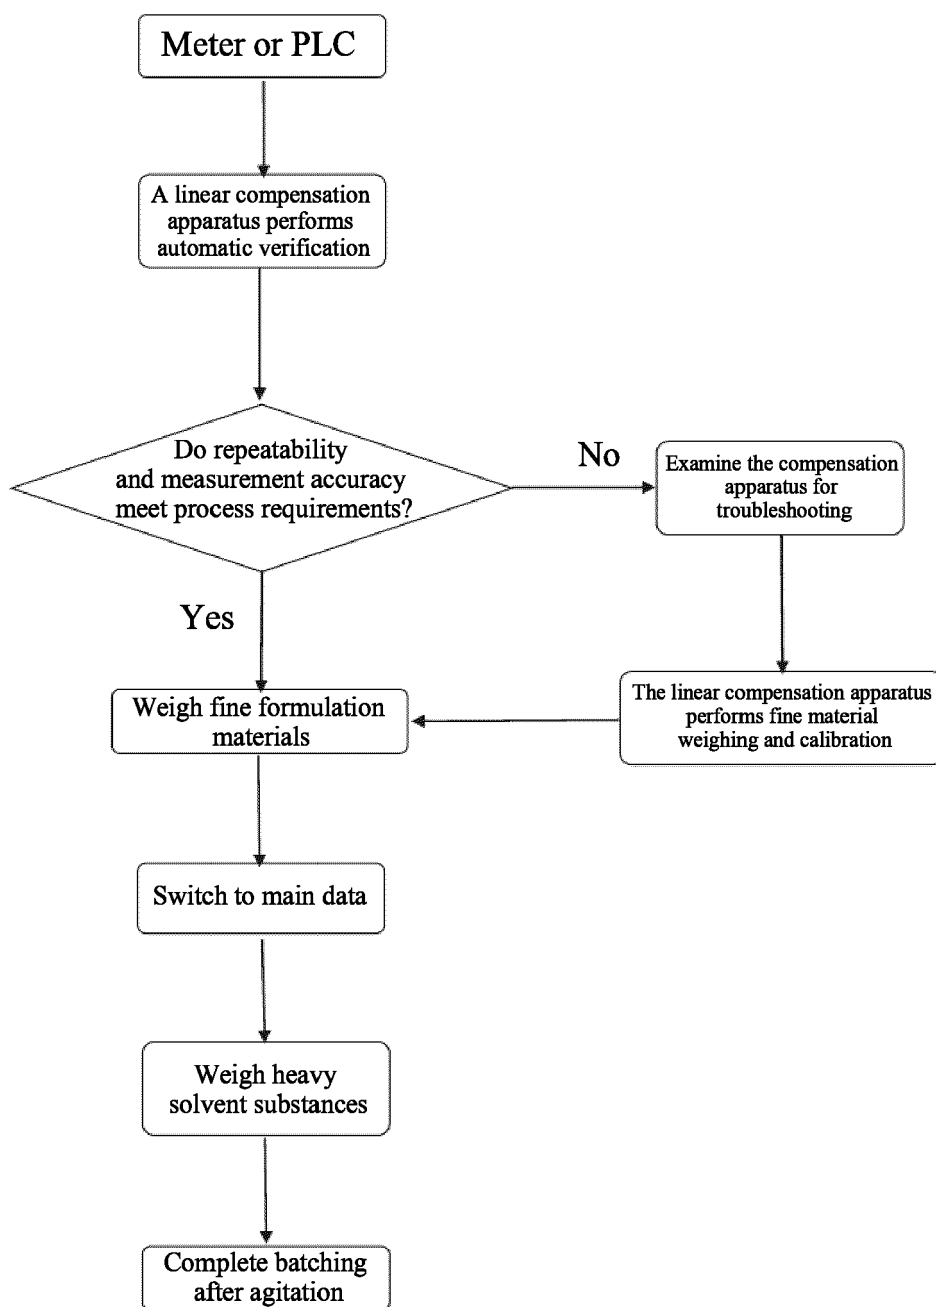 Meter or PLC
A linear compensation
apparatus performs
automatic verification
Do repeatability
and measurement accuracy
meet process requirements?
No
Examine the compensation
apparatus for
troubleshooting
Yes
Weigh fine formulation
materials
The linear compensation apparatus
performs fine material
weighing and calibration
Switch to main data
Weigh heavy
solvent substances
Complete batching
after agitation